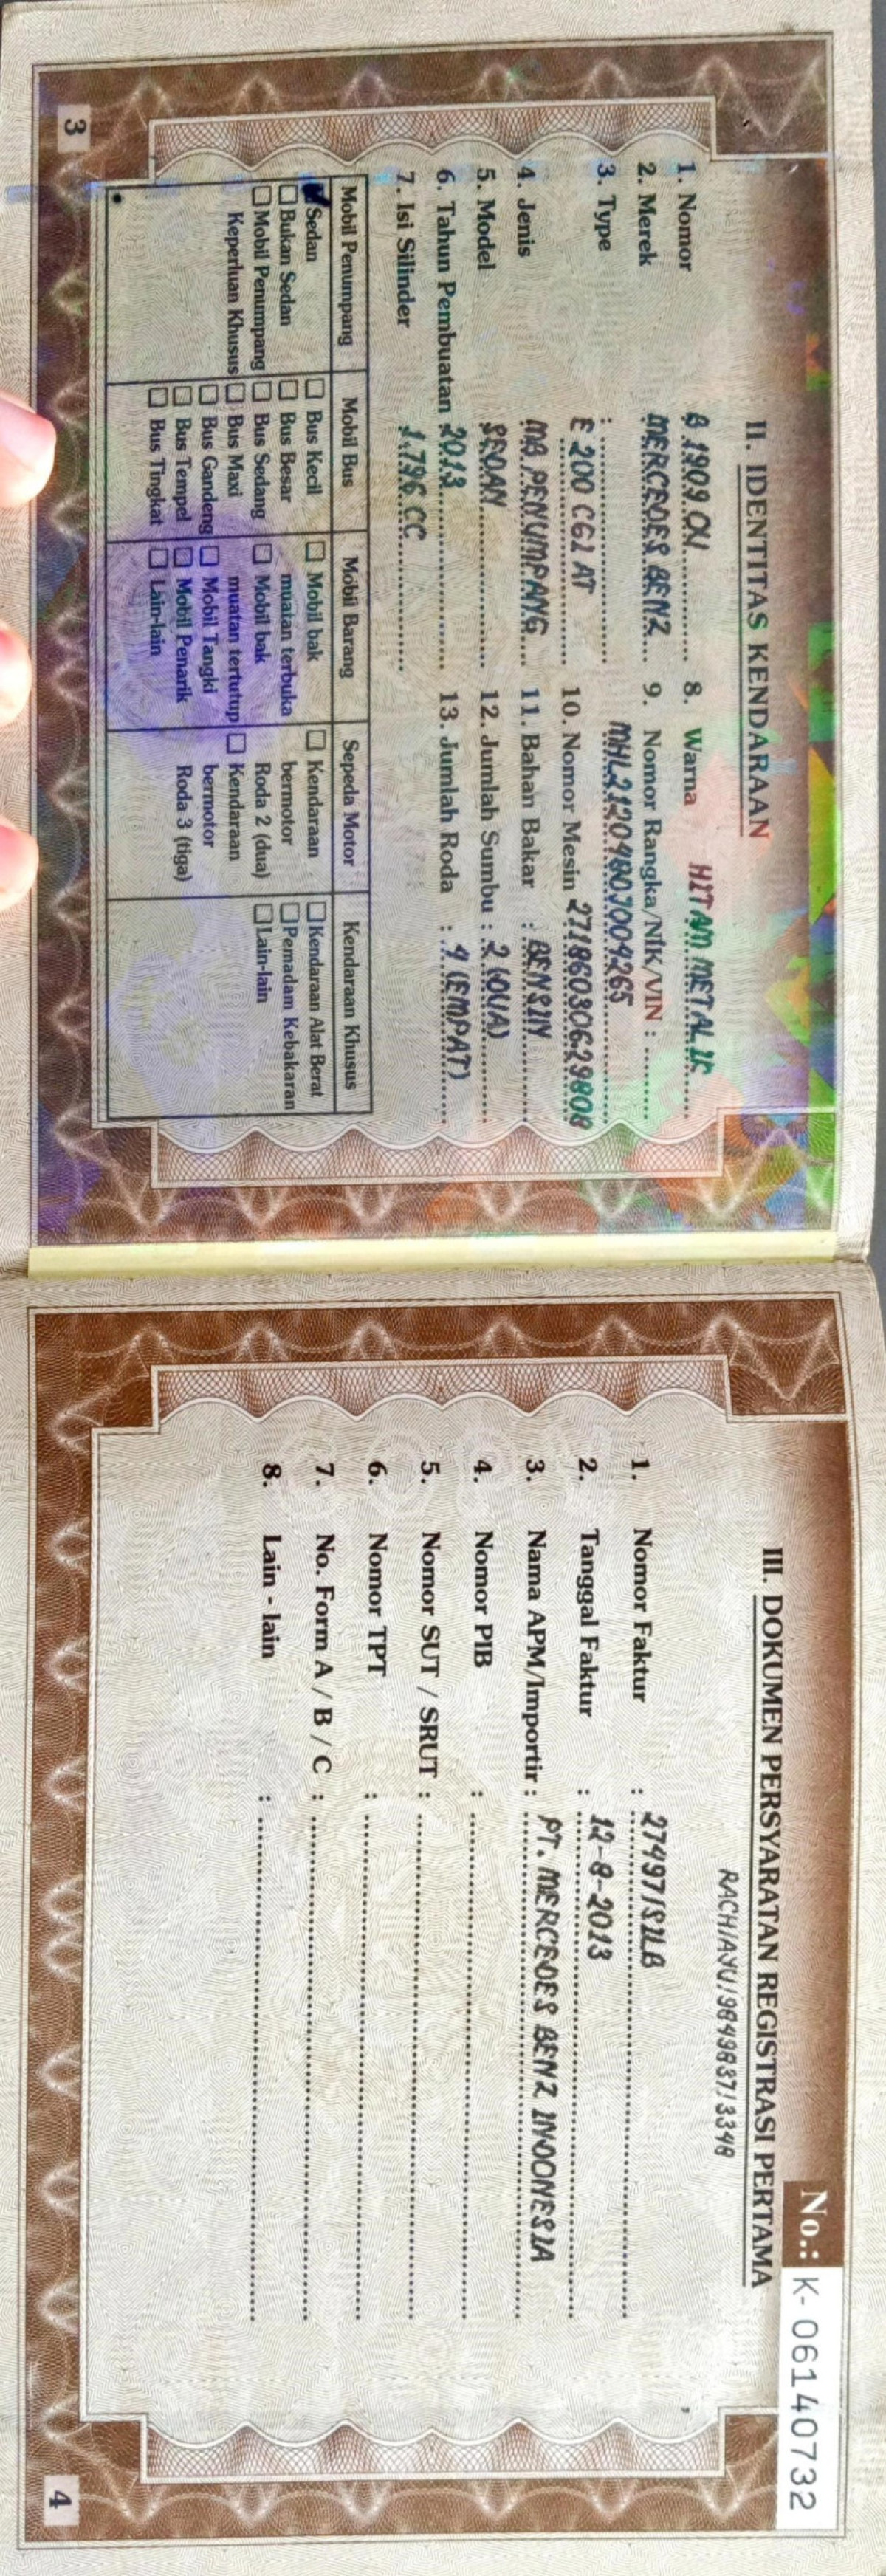 II. IDENTITAS KENDARAAN
1. Nomor B 1909 OU
2. Merek MERCEDES BENZ
3. Type :
E 200 CGI AT
4. Jenis MB PENUMPANG
5. Model SEDAN
6. Tahun Pembuatan 2013
7. Isi Silinder 1.796 CC
8. Warna HITAM METALIK
9. Nomor Rangka/NIK/VIN :
MHL212048DJ004265
10. Nomor Mesin 27186030629808
11. Bahan Bakar : BENSIN
12. Jumlah Sumbu : 2 (DUA)
13. Jumlah Roda : 4 (EMPAT)
Mobil Penumpang
Sedan
Bukan Sedan
Mobil Penumpang
Keperluan Khusus
Mobil Bus
Bus Kecil
Bus Besar
Bus Sedang
Bus Maxi
Bus Gandeng
Bus Tempel
Bus Tingkat
Mobil Barang
Mobil bak
muatan terbuka
Mobil bak
muatan tertutup
Mobil Tangki
Mobil Penarik
Lain-lain
Sepeda Motor
Kendaraan
bermotor
Roda 2 (dua)
Kendaraan
bermotor
Roda 3 (tiga)
Kendaraan Khusus
Kendaraan Alat Berat
Pemadam Kebakaran
Lain-lain
3
No.: K-06140732
III. DOKUMEN PERSYARATAN REGISTRASI PERTAMA
RACHIAJU/9849837/3348
1. Nomor Faktur : 27497/SILB
2. Tanggal Faktur : 12-8-2013
3. Nama APM/Importir : PT. MERCEDES BENZ INDONESIA
4. Nomor PIB :
5. Nomor SUT / SRUT :
6. Nomor TPT :
7. No. Form A / B / C :
8. Lain - lain :
4